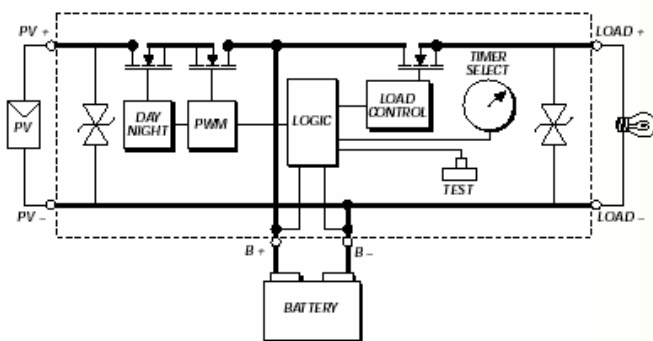 PV +
LOAD +
TIMER
SELECT
DAY
NIGHT
PWM
LOGIC
LOAD
CONTROL
PV
TEST
PV –
LOAD –
B +
B –
BATTERY